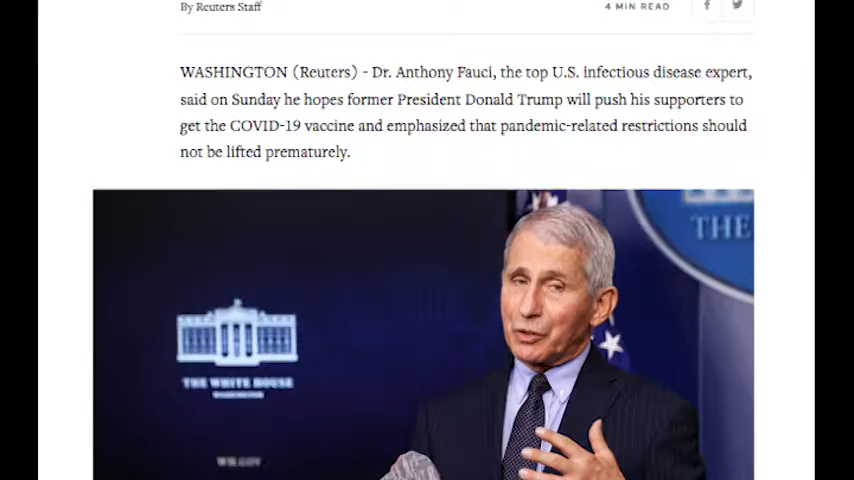 By Reuters Staff
4 MIN READ
WASHINGTON (Reuters) - Dr. Anthony Fauci, the top U.S. infectious disease expert,
said on Sunday he hopes former President Donald Trump will push his supporters to
get the COVID-19 vaccine and emphasized that pandemic-related restrictions should
not be lifted prematurely.
THE
THE WHITE HOUSE
WASHINGTON